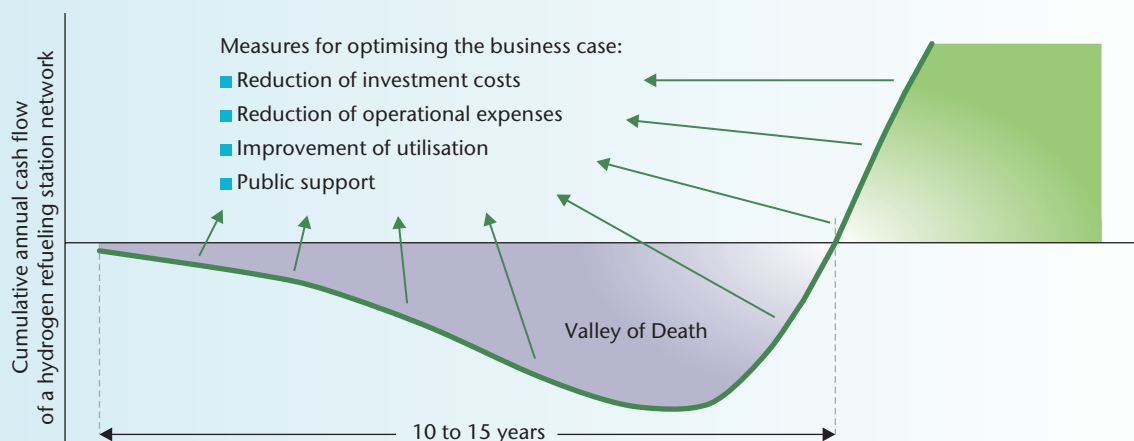 Measures for optimising the business case:
Reduction of investment costs
Reduction of operational expenses
Improvement of utilisation
Public support
Cumulative annual cash flow
of a hydrogen refueling station network
Valley of Death
10 to 15 years